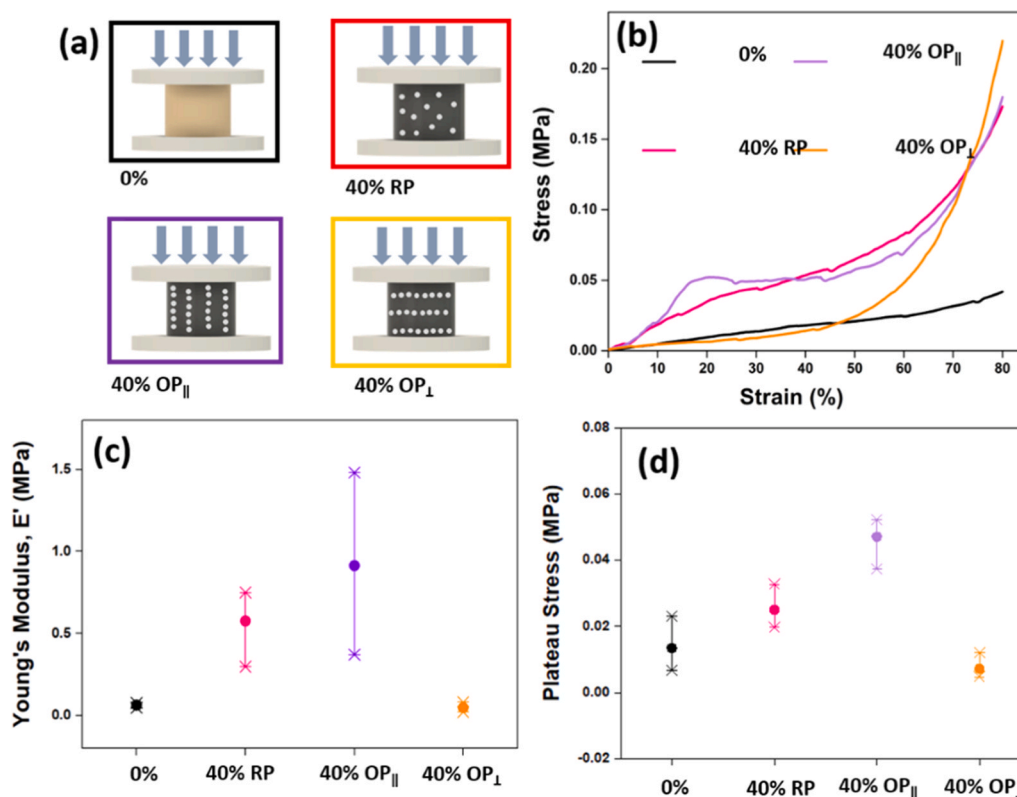 (a)
0%
40% RP
40% OP∥
40% OP⊥
(b)
0%
40% OP∥
40% RP
40% OP⊥
Stress (MPa)
0.20
0.15
0.10
0.05
0.00
0 10 20 30 40 50 60 70 80
Strain (%)
(c)
Young's Modulus, E' (MPa)
1.5
1.0
0.5
0.0
0% 40% RP 40% OP∥ 40% OP⊥
(d)
Plateau Stress (MPa)
0.08
0.06
0.04
0.02
0.00
-0.02
0% 40% RP 40% OP∥ 40% OP⊥